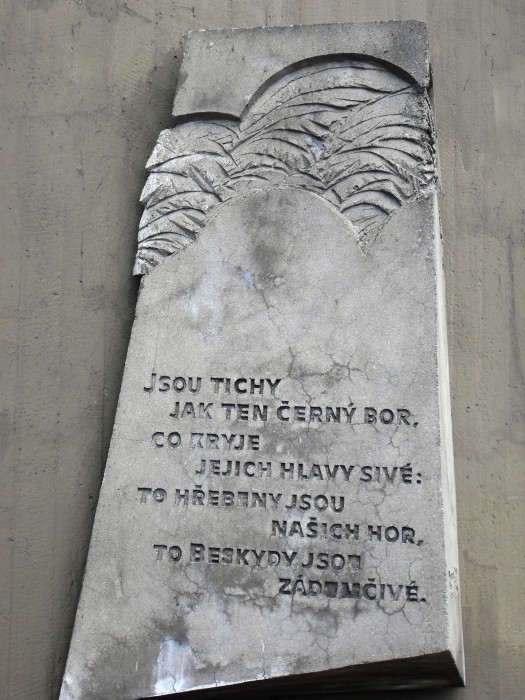 JSOU TICHY
JAK TEN ČERNÝ BOR,
CO KRYJE
JEJICH HLAVY SIVÉ:
TO HŘEBENY JSOU
NAŠICH HOR,
TO BESKYDY JSOU
ZÁDUMČIVÉ.